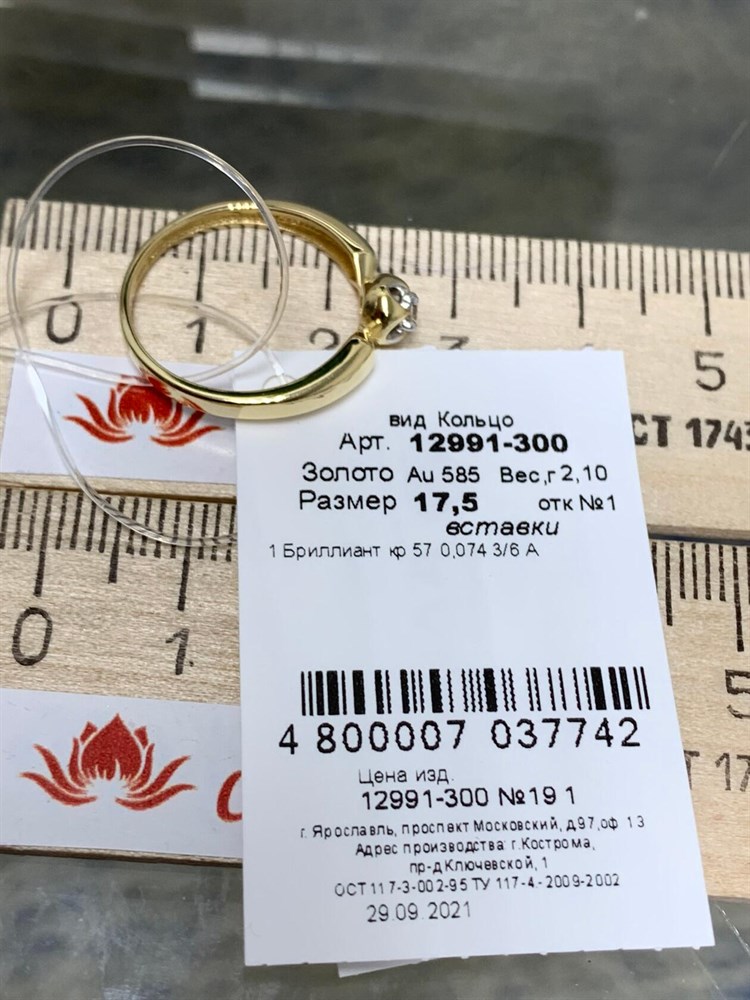 0 1 2 3 5
вид Кольцо
Арт. 12991-300
СТ 1743
Золото Au 585 Вес,г 2,10
Размер 17,5 отк №1
вставки
1 Бриллиант кр 57 0,074 3/6 А
0 1 5
4 800007 037742
Цена изд.
Т 17
12991-300 №19 1
г. Ярославль, проспект Московский, д.97,оф. 13
Адрес производства: г.Кострома,
пр-д Ключевской, 1
ОСТ 117-3-002-95 ТУ 117-4.-2009-2002
29.09.2021